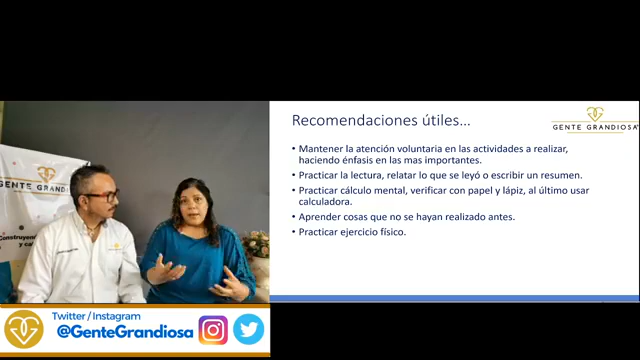 Recomendaciones útiles...
GENTE GRANDIOSA
• Mantener la atención voluntaria en las actividades a realizar,
haciendo énfasis en las mas importantes.
• Practicar la lectura, relatar lo que se leyó o escribir un resumen.
• Practicar cálculo mental, verificar con papel y lápiz, al último usar
calculadora.
• Aprender cosas que no se hayan realizado antes.
• Practicar ejercicio físico.
GENTE GRANDIOSA
Construyendo
y cal
Twitter / Instagram
@GenteGrandiosa